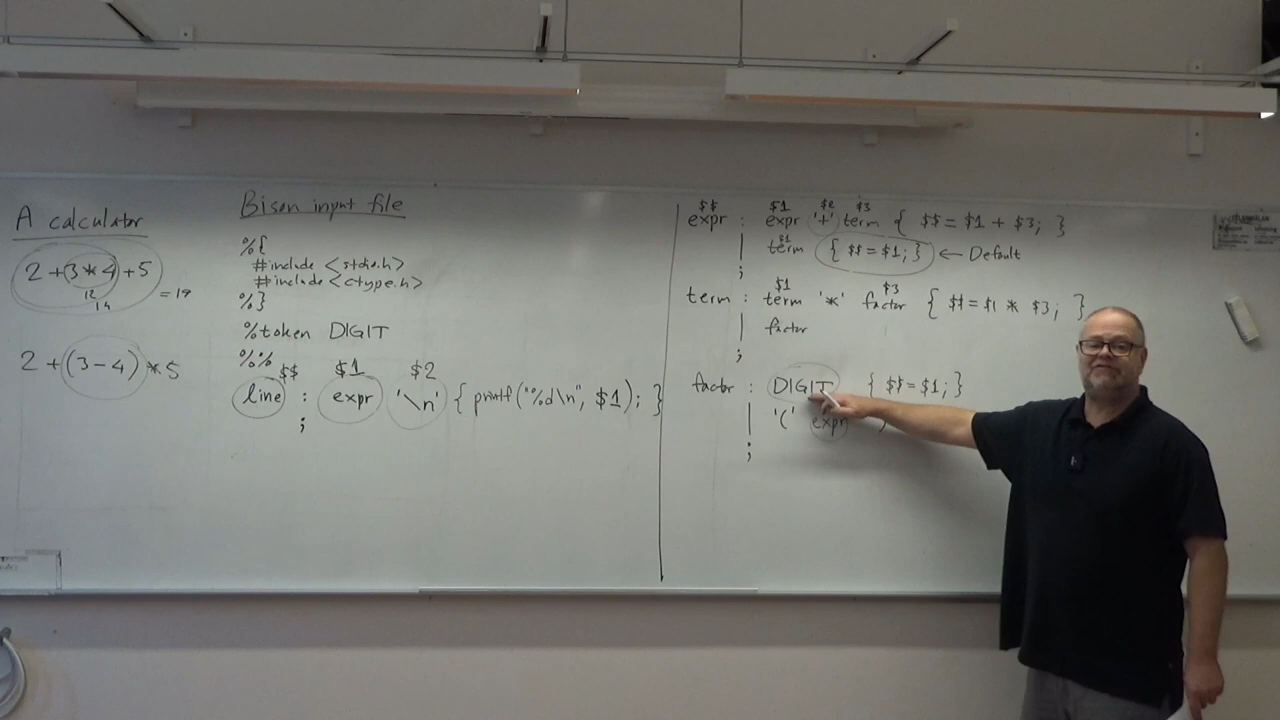 A calculator
2 + 3 * 4 + 5
12
14
= 19
2 + (3 - 4) * 5
Bison input file
%{
#include <stdio.h>
#include <ctype.h>
%}
%token DIGIT
%%
$$ $1 $2
line : expr '\n' { printf("%d\n", $1); }
;
$$ $1 $2 $3
expr : expr '+' term { $$ = $1 + $3; }
$1
| term { $$ = $1; } ← Default
;
$1 $3
term : term '*' factor { $$ = $1 * $3; }
| factor
;
factor : DIGIT { $$ = $1; }
| '(' expr
;